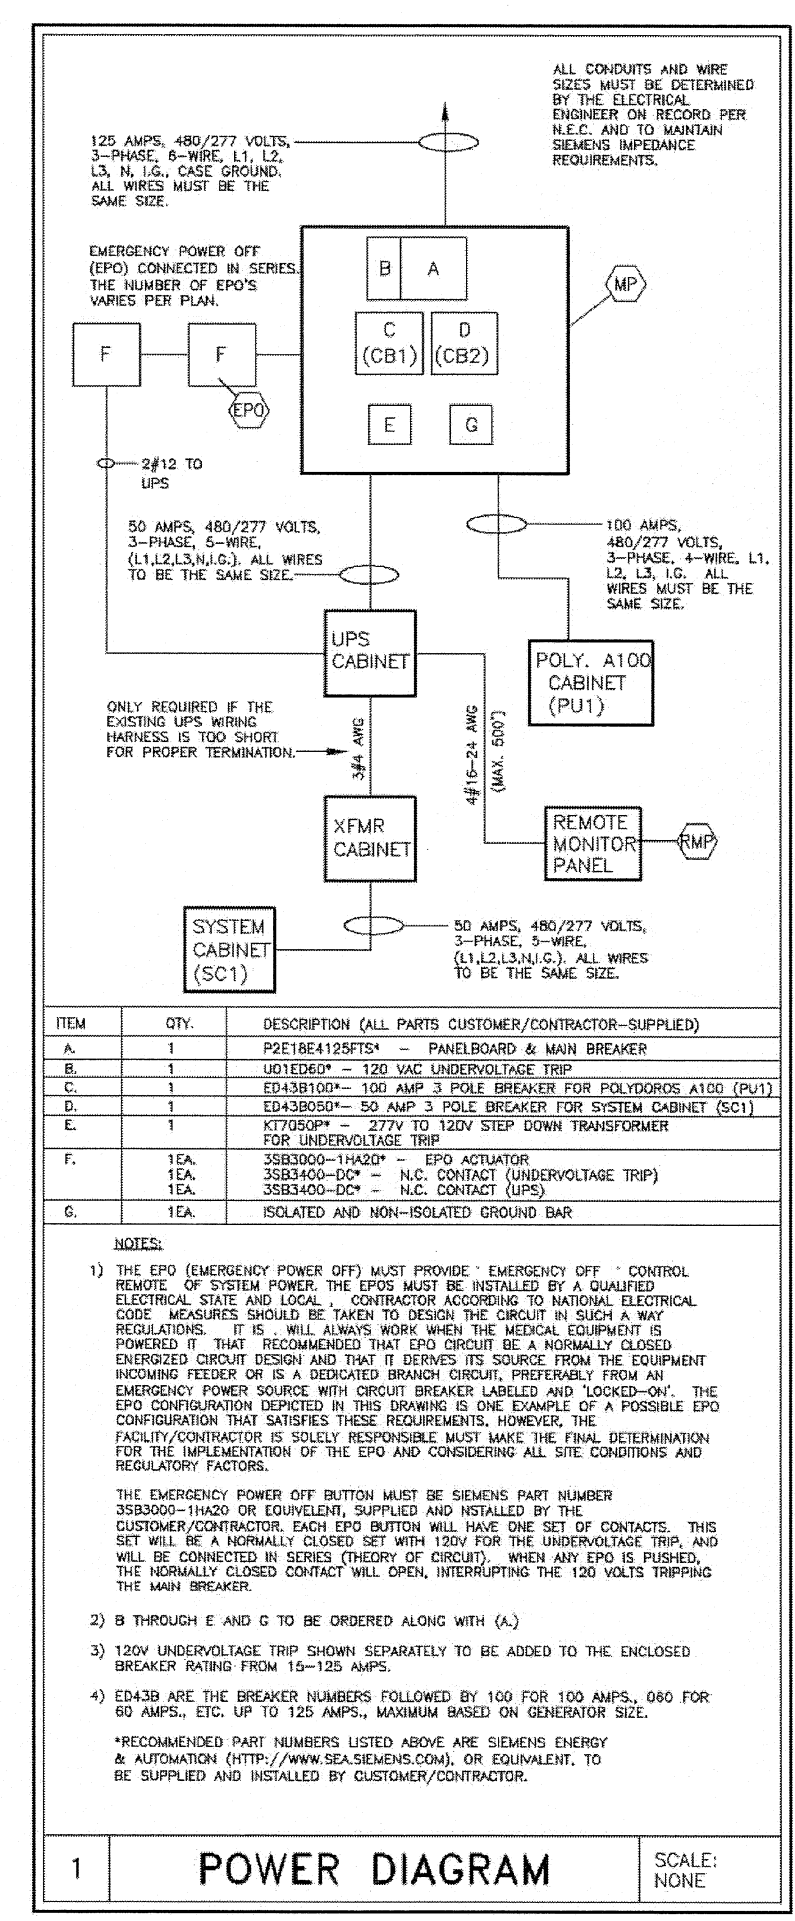 ALL CONDUITS AND WIRE
SIZES MUST BE DETERMINED
BY THE ELECTRICAL
ENGINEER ON RECORD PER
N.E.C. AND TO MAINTAIN
SIEMENS IMPEDANCE
REQUIREMENTS.
125 AMPS, 480/277 VOLTS,
3-PHASE, 6-WIRE, L1, L2,
L3, N, I.G., CASE GROUND.
ALL WIRES MUST BE THE
SAME SIZE.
EMERGENCY POWER OFF
(EPO) CONNECTED IN SERIES.
THE NUMBER OF EPO'S
VARIES PER PLAN.
B
A
MP
C
(CB1)
D
(CB2)
F
F
EPO
E
G
2#12 TO
UPS
50 AMPS, 480/277 VOLTS,
3-PHASE, 5-WIRE,
(L1,L2,L3,N,I.G.). ALL WIRES
TO BE THE SAME SIZE.
100 AMPS,
480/277 VOLTS,
3-PHASE, 4-WIRE, L1,
L2, L3, I.G. ALL
WIRES MUST BE THE
SAME SIZE.
UPS
CABINET
POLY. A100
CABINET
(PU1)
ONLY REQUIRED IF THE
EXISTING UPS WIRING
HARNESS IS TOO SHORT
FOR PROPER TERMINATION.
3#4 AWG
4#16-24 AWG
(MAX. 500')
XFMR
CABINET
REMOTE
MONITOR
PANEL
RMP
SYSTEM
CABINET
(SC1)
50 AMPS, 480/277 VOLTS,
3-PHASE, 5-WIRE,
(L1,L2,L3,N,I.G.). ALL WIRES
TO BE THE SAME SIZE.
ITEM QTY. DESCRIPTION (ALL PARTS CUSTOMER/CONTRACTOR-SUPPLIED)
A. 1 P2E18E4125FTS* - PANELBOARD & MAIN BREAKER
B. 1 U01ED60* - 120 VAC UNDERVOLTAGE TRIP
C. 1 ED43B100*- 100 AMP 3 POLE BREAKER FOR POLYDOROS A100 (PU1)
D. 1 ED43B050*- 50 AMP 3 POLE BREAKER FOR SYSTEM CABINET (SC1)
E. 1 KT7050P* - 277V TO 120V STEP DOWN TRANSFORMER
FOR UNDERVOLTAGE TRIP
F. 1EA. 3SB3000-1HA20* - EPO ACTUATOR
1EA. 3SB3400-DC* - N.C. CONTACT (UNDERVOLTAGE TRIP)
1EA. 3SB3400-DC* - N.C. CONTACT (UPS)
G. 1EA. ISOLATED AND NON-ISOLATED GROUND BAR
NOTES:
1) THE EPO (EMERGENCY POWER OFF) MUST PROVIDE " EMERGENCY OFF " CONTROL
REMOTE OF SYSTEM POWER. THE EPOS MUST BE INSTALLED BY A QUALIFIED
ELECTRICAL STATE AND LOCAL , CONTRACTOR ACCORDING TO NATIONAL ELECTRICAL
CODE MEASURES SHOULD BE TAKEN TO DESIGN THE CIRCUIT IN SUCH A WAY
REGULATIONS. IT IS . WILL ALWAYS WORK WHEN THE MEDICAL EQUIPMENT IS
POWERED IT THAT RECOMMENDED THAT EPO CIRCUIT BE A NORMALLY CLOSED
ENERGIZED CIRCUIT DESIGN AND THAT IT DERIVES ITS SOURCE FROM THE EQUIPMENT
INCOMING FEEDER OR IS A DEDICATED BRANCH CIRCUIT, PREFERABLY FROM AN
EMERGENCY POWER SOURCE WITH CIRCUIT BREAKER LABELED AND 'LOCKED-ON'. THE
EPO CONFIGURATION DEPICTED IN THIS DRAWING IS ONE EXAMPLE OF A POSSIBLE EPO
CONFIGURATION THAT SATISFIES THESE REQUIREMENTS, HOWEVER, THE
FACILITY/CONTRACTOR IS SOLELY RESPONSIBLE MUST MAKE THE FINAL DETERMINATION
FOR THE IMPLEMENTATION OF THE EPO AND CONSIDERING ALL SITE CONDITIONS AND
REGULATORY FACTORS.
THE EMERGENCY POWER OFF BUTTON MUST BE SIEMENS PART NUMBER
3SB3000-1HA20 OR EQUIVELENT, SUPPLIED AND NSTALLED BY THE
CUSTOMER/CONTRACTOR. EACH EPO BUTTON WILL HAVE ONE SET OF CONTACTS. THIS
SET WILL BE A NORMALLY CLOSED SET WITH 120V FOR THE UNDERVOLTAGE TRIP, AND
WILL BE CONNECTED IN SERIES (THEORY OF CIRCUIT). WHEN ANY EPO IS PUSHED,
THE NORMALLY CLOSED CONTACT WILL OPEN, INTERRUPTING THE 120 VOLTS TRIPPING
THE MAIN BREAKER.
2) B THROUGH E AND G TO BE ORDERED ALONG WITH (A.)
3) 120V UNDERVOLTAGE TRIP SHOWN SEPARATELY TO BE ADDED TO THE ENCLOSED
BREAKER RATING FROM 15-125 AMPS.
4) ED43B ARE THE BREAKER NUMBERS FOLLOWED BY 100 FOR 100 AMPS., 060 FOR
60 AMPS., ETC. UP TO 125 AMPS., MAXIMUM BASED ON GENERATOR SIZE.
*RECOMMENDED PART NUMBERS LISTED ABOVE ARE SIEMENS ENERGY
& AUTOMATION (HTTP://WWW.SEA.SIEMENS.COM), OR EQUIVALENT, TO
BE SUPPLIED AND INSTALLED BY CUSTOMER/CONTRACTOR.
1
POWER DIAGRAM
SCALE:
NONE